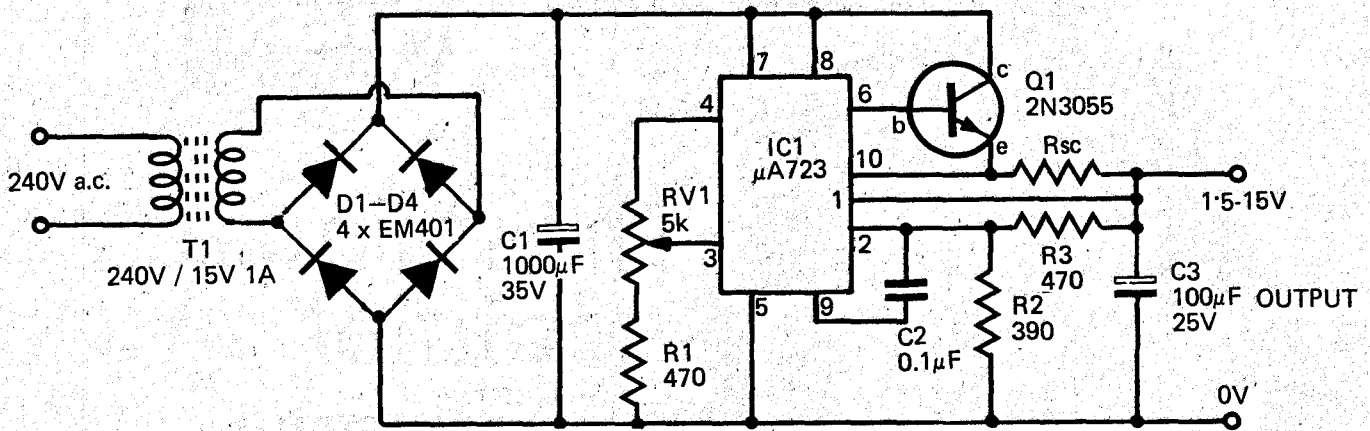 240V a.c.
T1
240V / 15V 1A
D1–D4
4 x EM401
C1
1000µF
35V
RV1
5k
R1
470
4
3
7
8
6
10
1
2
5
9
IC1
µA723
b
c
e
Q1
2N3055
Rsc
R3
470
R2
390
C2
0.1µF
C3
100µF
25V
OUTPUT
1·5-15V
0V